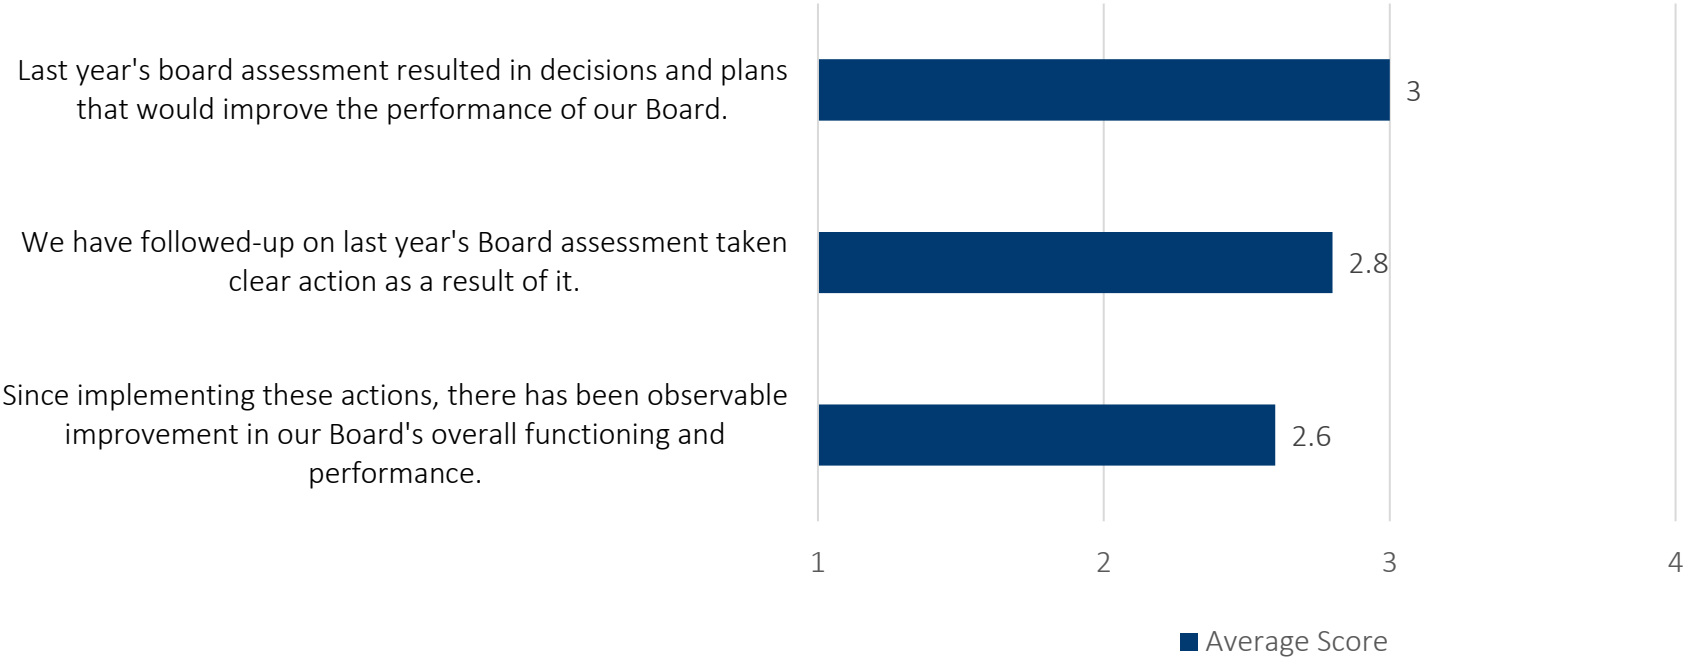 Last year's board assessment resulted in decisions and plans
that would improve the performance of our Board.
3
We have followed-up on last year's Board assessment taken
clear action as a result of it.
2.8
Since implementing these actions, there has been observable
improvement in our Board's overall functioning and
performance.
2.6
1 2 3 4
Average Score